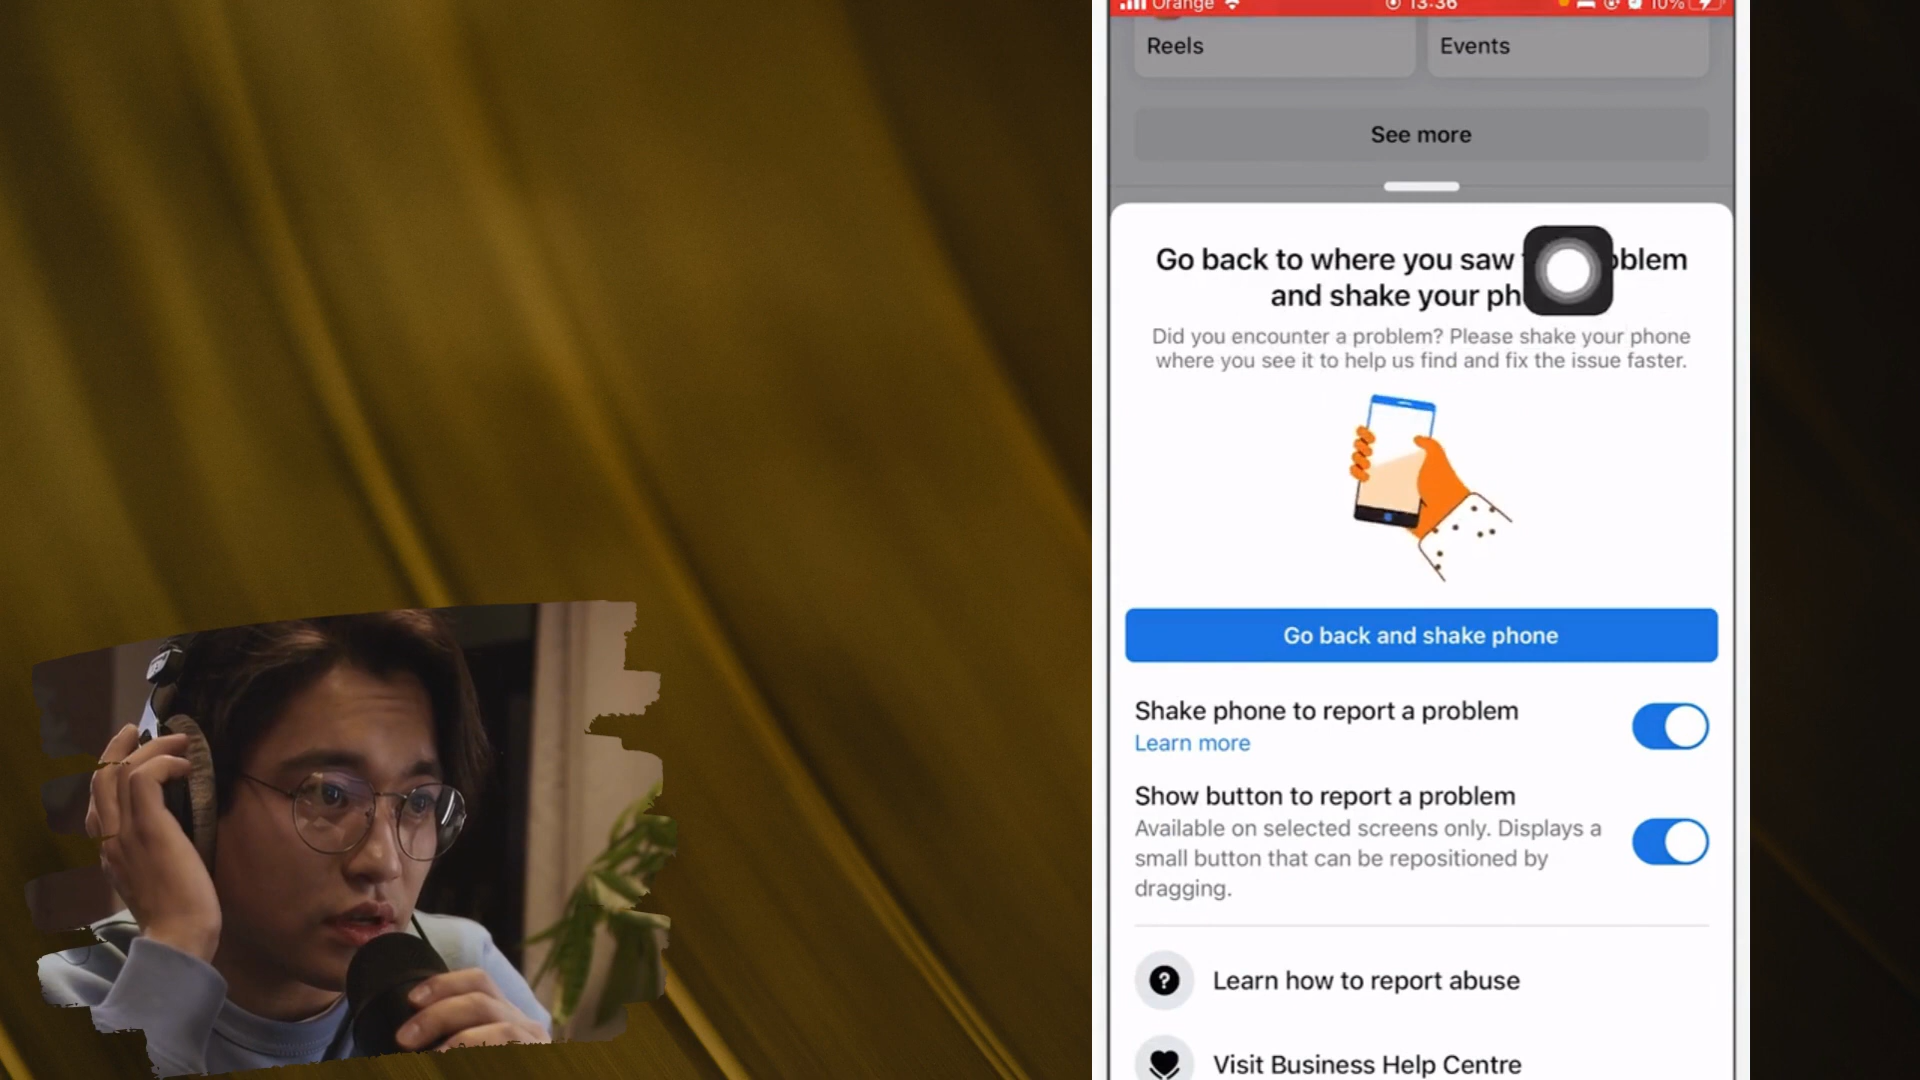 Orange 13:36 10%
Reels
Events
See more
Go back to where you saw oblem
and shake your ph
Did you encounter a problem? Please shake your phone
where you see it to help us find and fix the issue faster.
Go back and shake phone
Shake phone to report a problem
Learn more
Show button to report a problem
Available on selected screens only. Displays a
small button that can be repositioned by
dragging.
Learn how to report abuse
Visit Business Help Centre